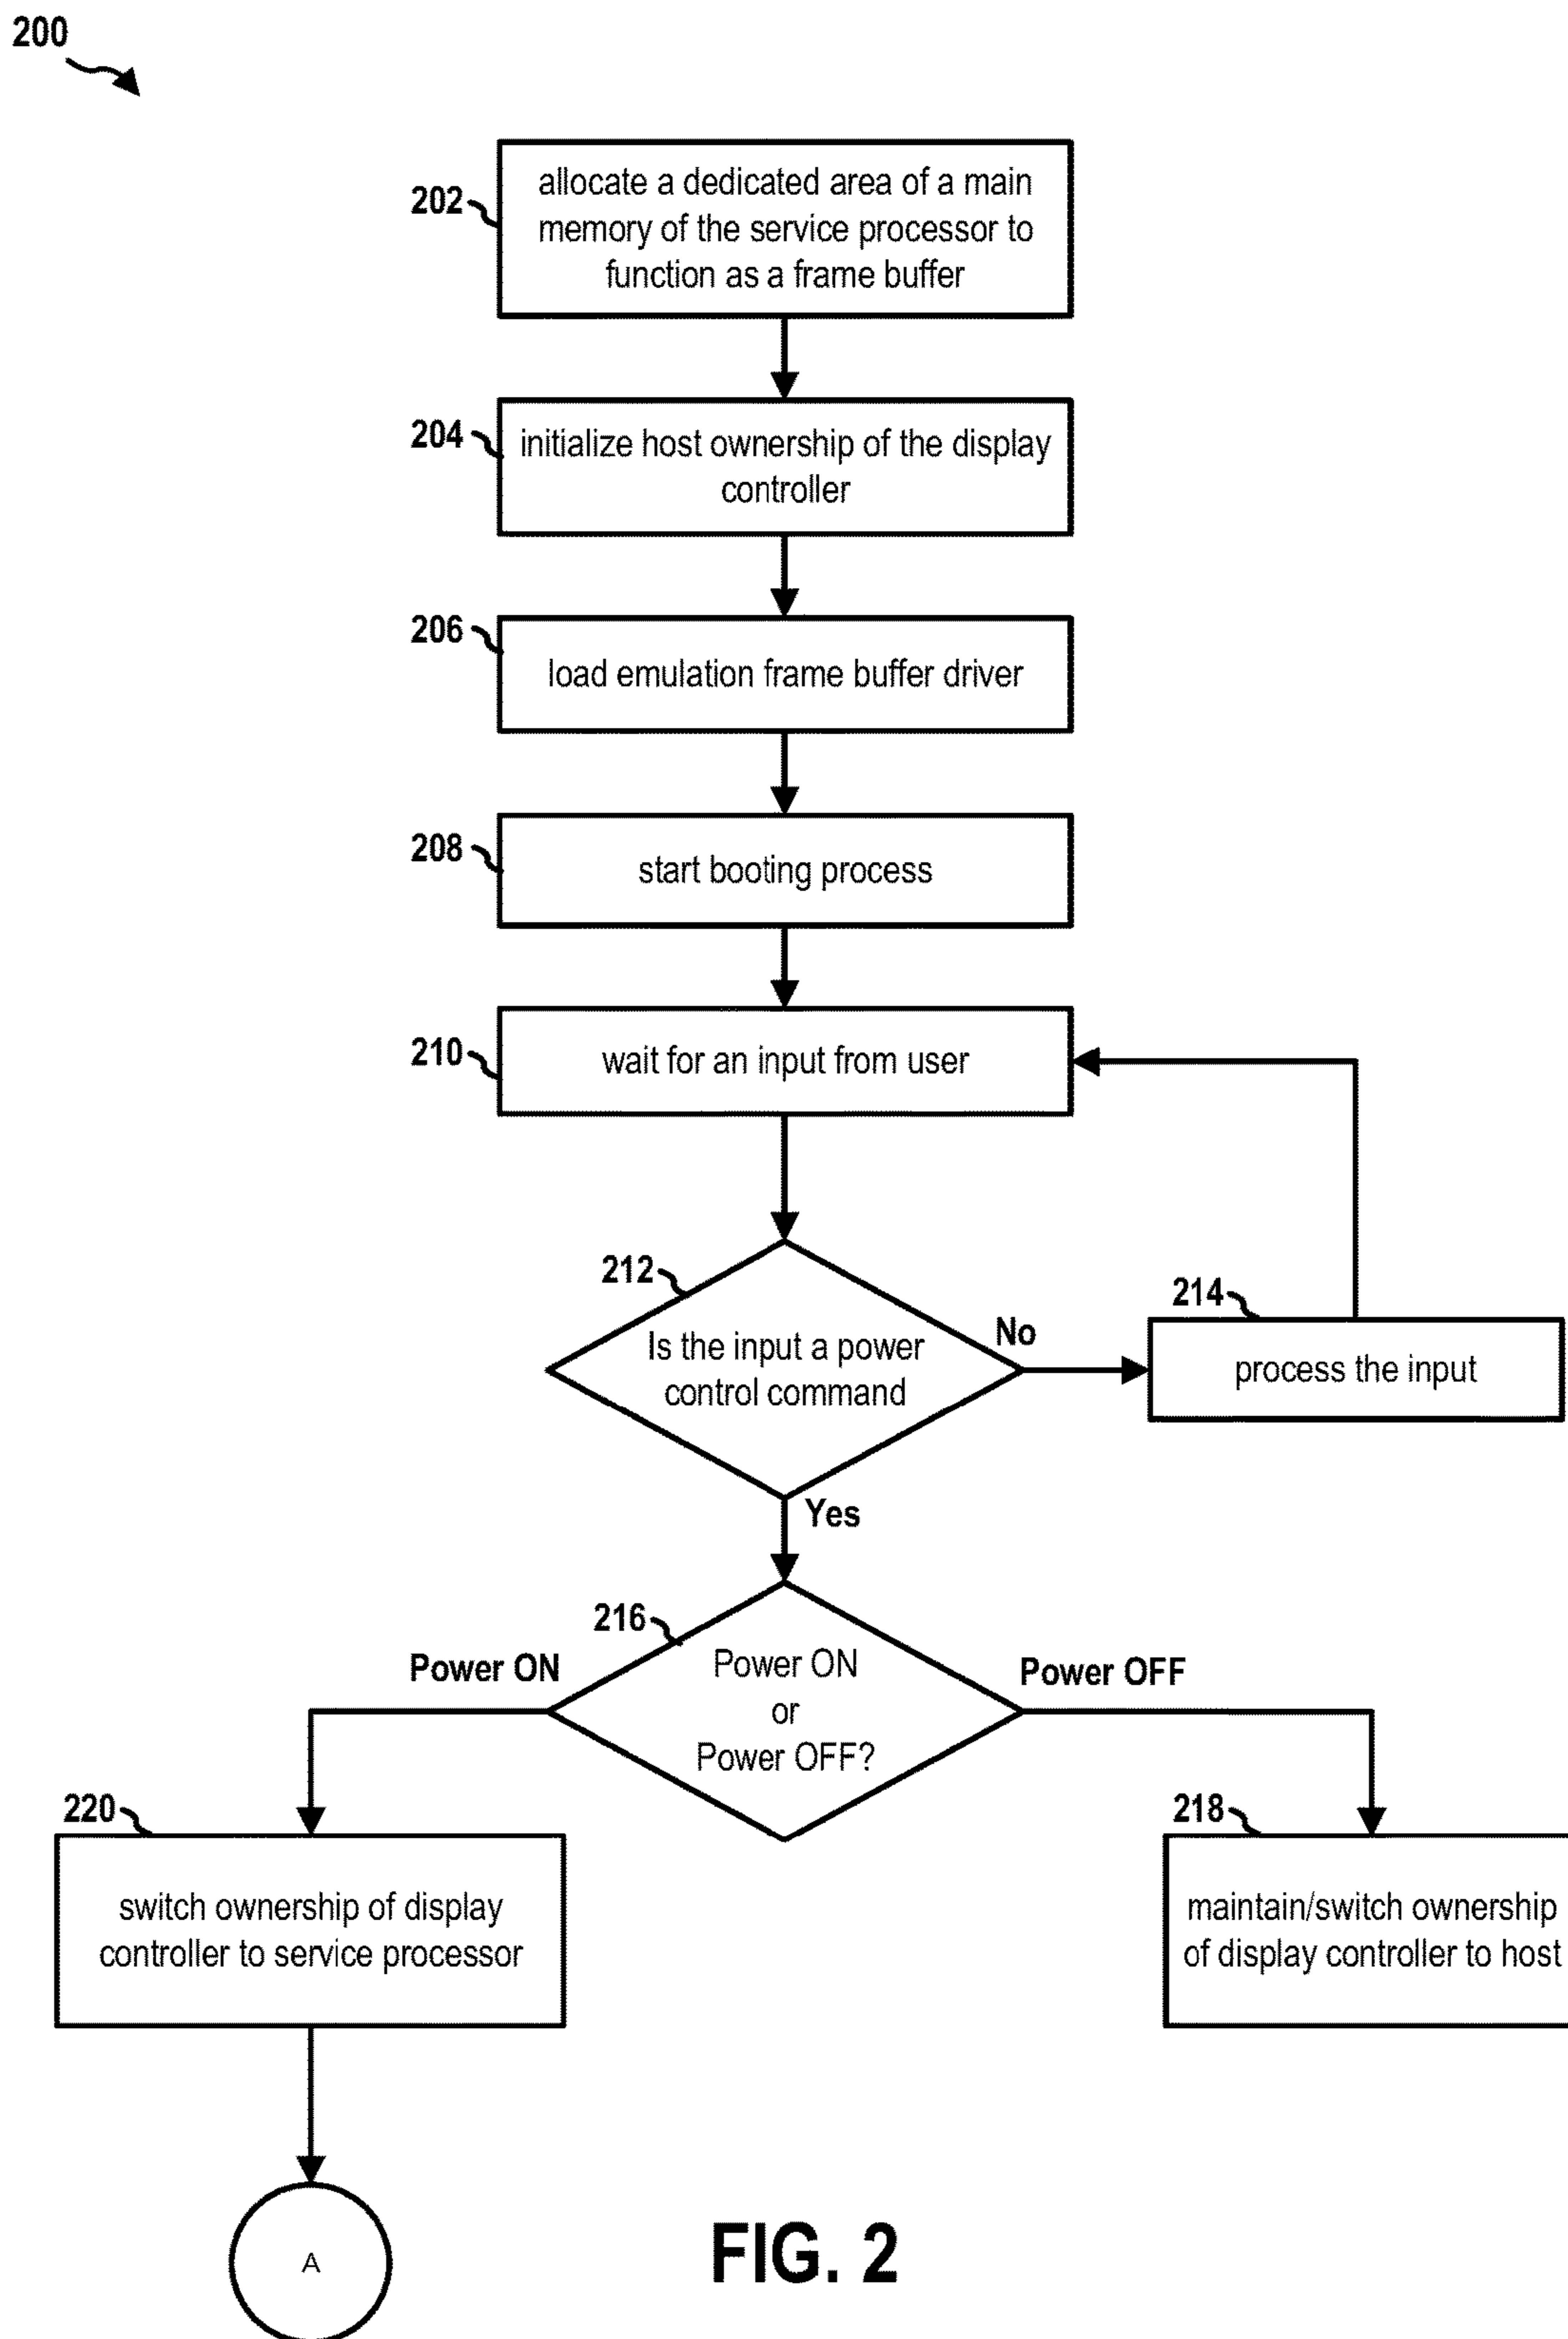 200
202
allocate a dedicated area of a main
memory of the service processor to
function as a frame buffer
204
initialize host ownership of the display
controller
206
load emulation frame buffer driver
208
start booting process
210
wait for an input from user
212
Is the input a power
control command
No
214
process the input
Yes
216
Power ON
or
Power OFF?
Power ON
Power OFF
220
switch ownership of display
controller to service processor
218
maintain/switch ownership
of display controller to host
A
FIG. 2